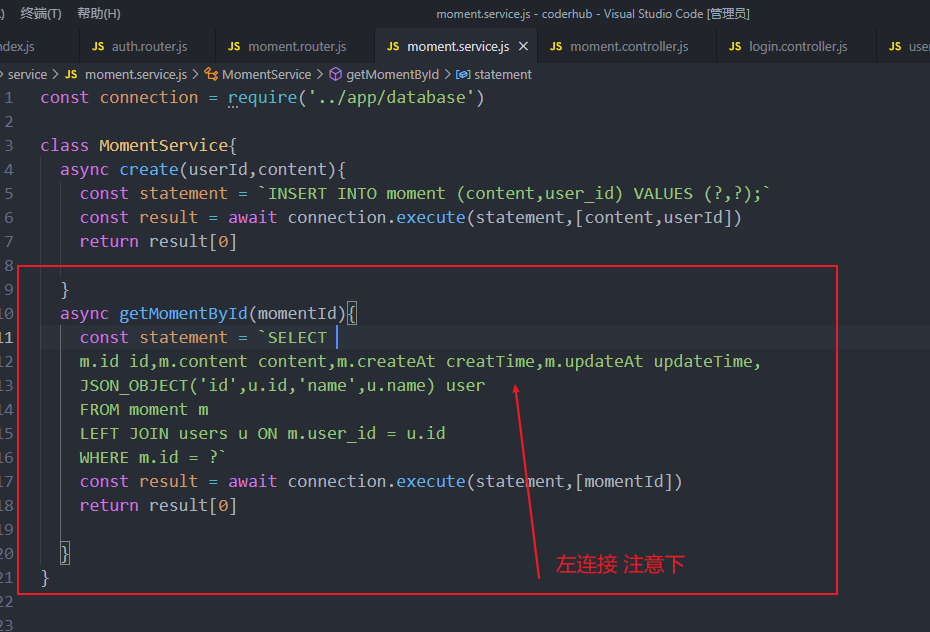 终端(T) 帮助(H) moment.service.js - coderhub - Visual Studio Code [管理员]
ndex.js JS auth.router.js JS moment.router.js JS moment.service.js × JS moment.controller.js JS login.controller.js JS use
> service > JS moment.service.js > MomentService > getMomentById > statement
1 const connection = require('../app/database')
2
3 class MomentService{
4 async create(userId,content){
5 const statement = `INSERT INTO moment (content,user_id) VALUES (?,?);`
6 const result = await connection.execute(statement,[content,userId])
7 return result[0]
8
9 }
10 async getMomentById(momentId){
11 const statement = `SELECT
12 m.id id,m.content content,m.createAt creatTime,m.updateAt updateTime,
13 JSON_OBJECT('id',u.id,'name',u.name) user
14 FROM moment m
15 LEFT JOIN users u ON m.user_id = u.id
16 WHERE m.id = ?`
17 const result = await connection.execute(statement,[momentId])
18 return result[0]
19
20 }
左连接 注意下
21 }
22
23